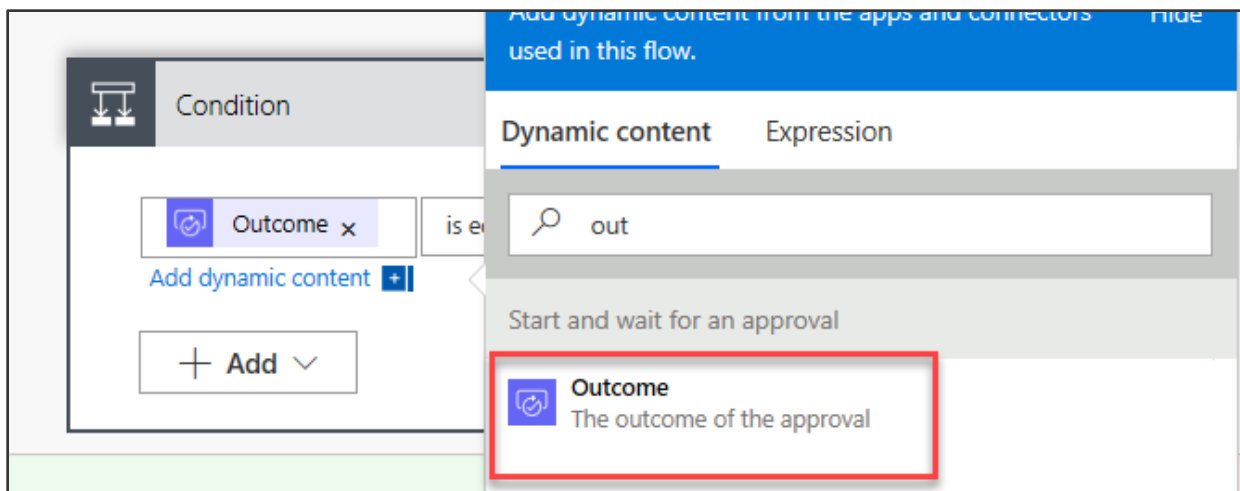 Add dynamic content from the apps and connectors
Hide
used in this flow.
Condition
Dynamic content
Expression
Outcome x
is e
out
Add dynamic content +
Start and wait for an approval
+ Add
Outcome
The outcome of the approval